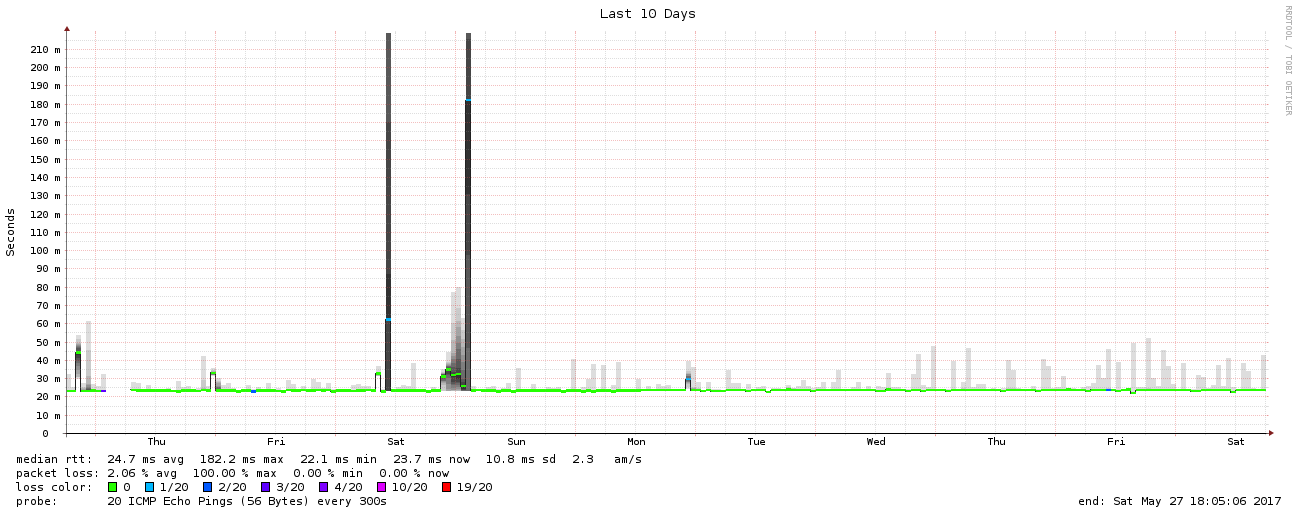 Last 10 Days
RRDTOOL / TOBI OETIKER
Seconds
210 m
200 m
190 m
180 m
170 m
160 m
150 m
140 m
130 m
120 m
110 m
100 m
90 m
80 m
70 m
60 m
50 m
40 m
30 m
20 m
10 m
0
Thu Fri Sat Sun Mon Tue Wed Thu Fri Sat
median rtt: 24.7 ms avg 182.2 ms max 22.1 ms min 23.7 ms now 10.8 ms sd 2.3 am/s
packet loss: 2.06 % avg 100.00 % max 0.00 % min 0.00 % now
loss color: 0 1/20 2/20 3/20 4/20 10/20 19/20
probe: 20 ICMP Echo Pings (56 Bytes) every 300s end: Sat May 27 18:05:06 2017